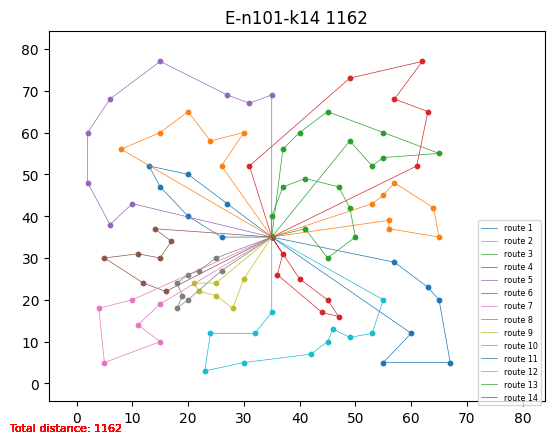 E-n101-k14 1162
80
70
60
50
40
30
20
10
0
route 1
route 2
route 3
route 4
route 5
route 6
route 7
route 8
route 9
route 10
route 11
route 12
route 13
route 14
0 10 20 30 40 50 60 70 80
Total distance: 1162